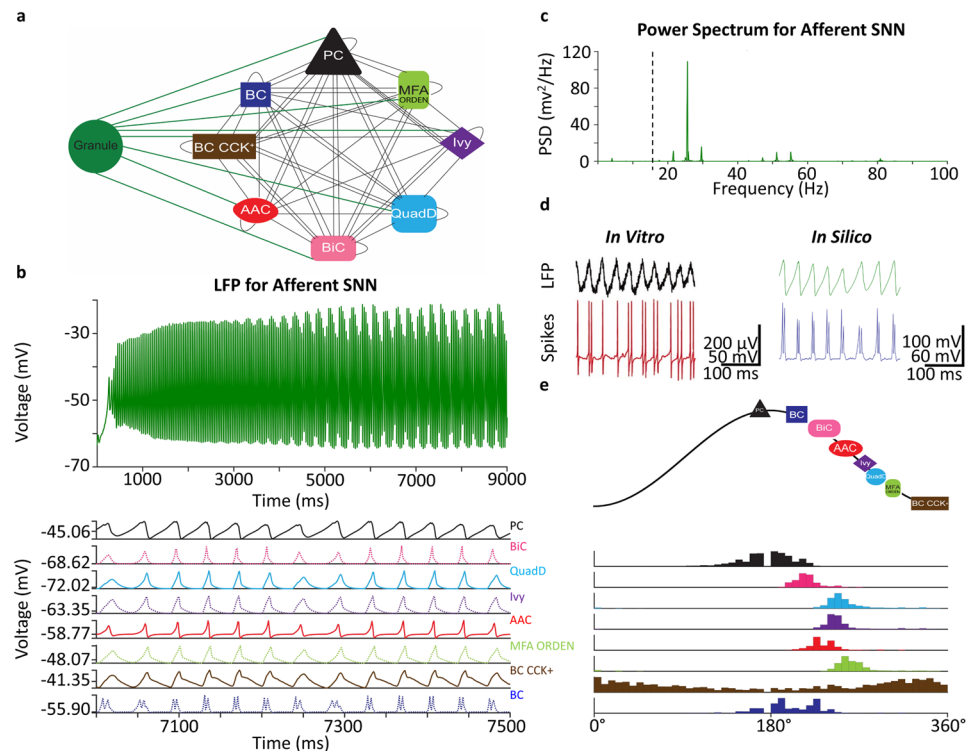 a
PC
BC
MFA
ORDEN
Granule
BC CCK+
Ivy
AAC
QuadD
BiC
b
LFP for Afferent SNN
Voltage (mV)
-30
-50
-70
1000
3000
5000
7000
9000
Time (ms)
Voltage (mV)
-45.06
PC
BiC
-68.62
QuadD
-72.02
Ivy
-63.35
AAC
-58.77
MFA ORDEN
-48.07
BC CCK+
-41.35
BC
-55.90
7100
7300
7500
Time (ms)
c
Power Spectrum for Afferent SNN
PSD (mv2/Hz)
120
80
40
0
0
20
40
60
80
100
Frequency (Hz)
d
In Vitro
In Silico
LFP
Spikes
200 µV
50 mV
100 ms
100 mV
60 mV
100 ms
e
PC
BC
BiC
AAC
Ivy
QuadD
MFA
ORDEN
BC CCK+
0°
180°
360°